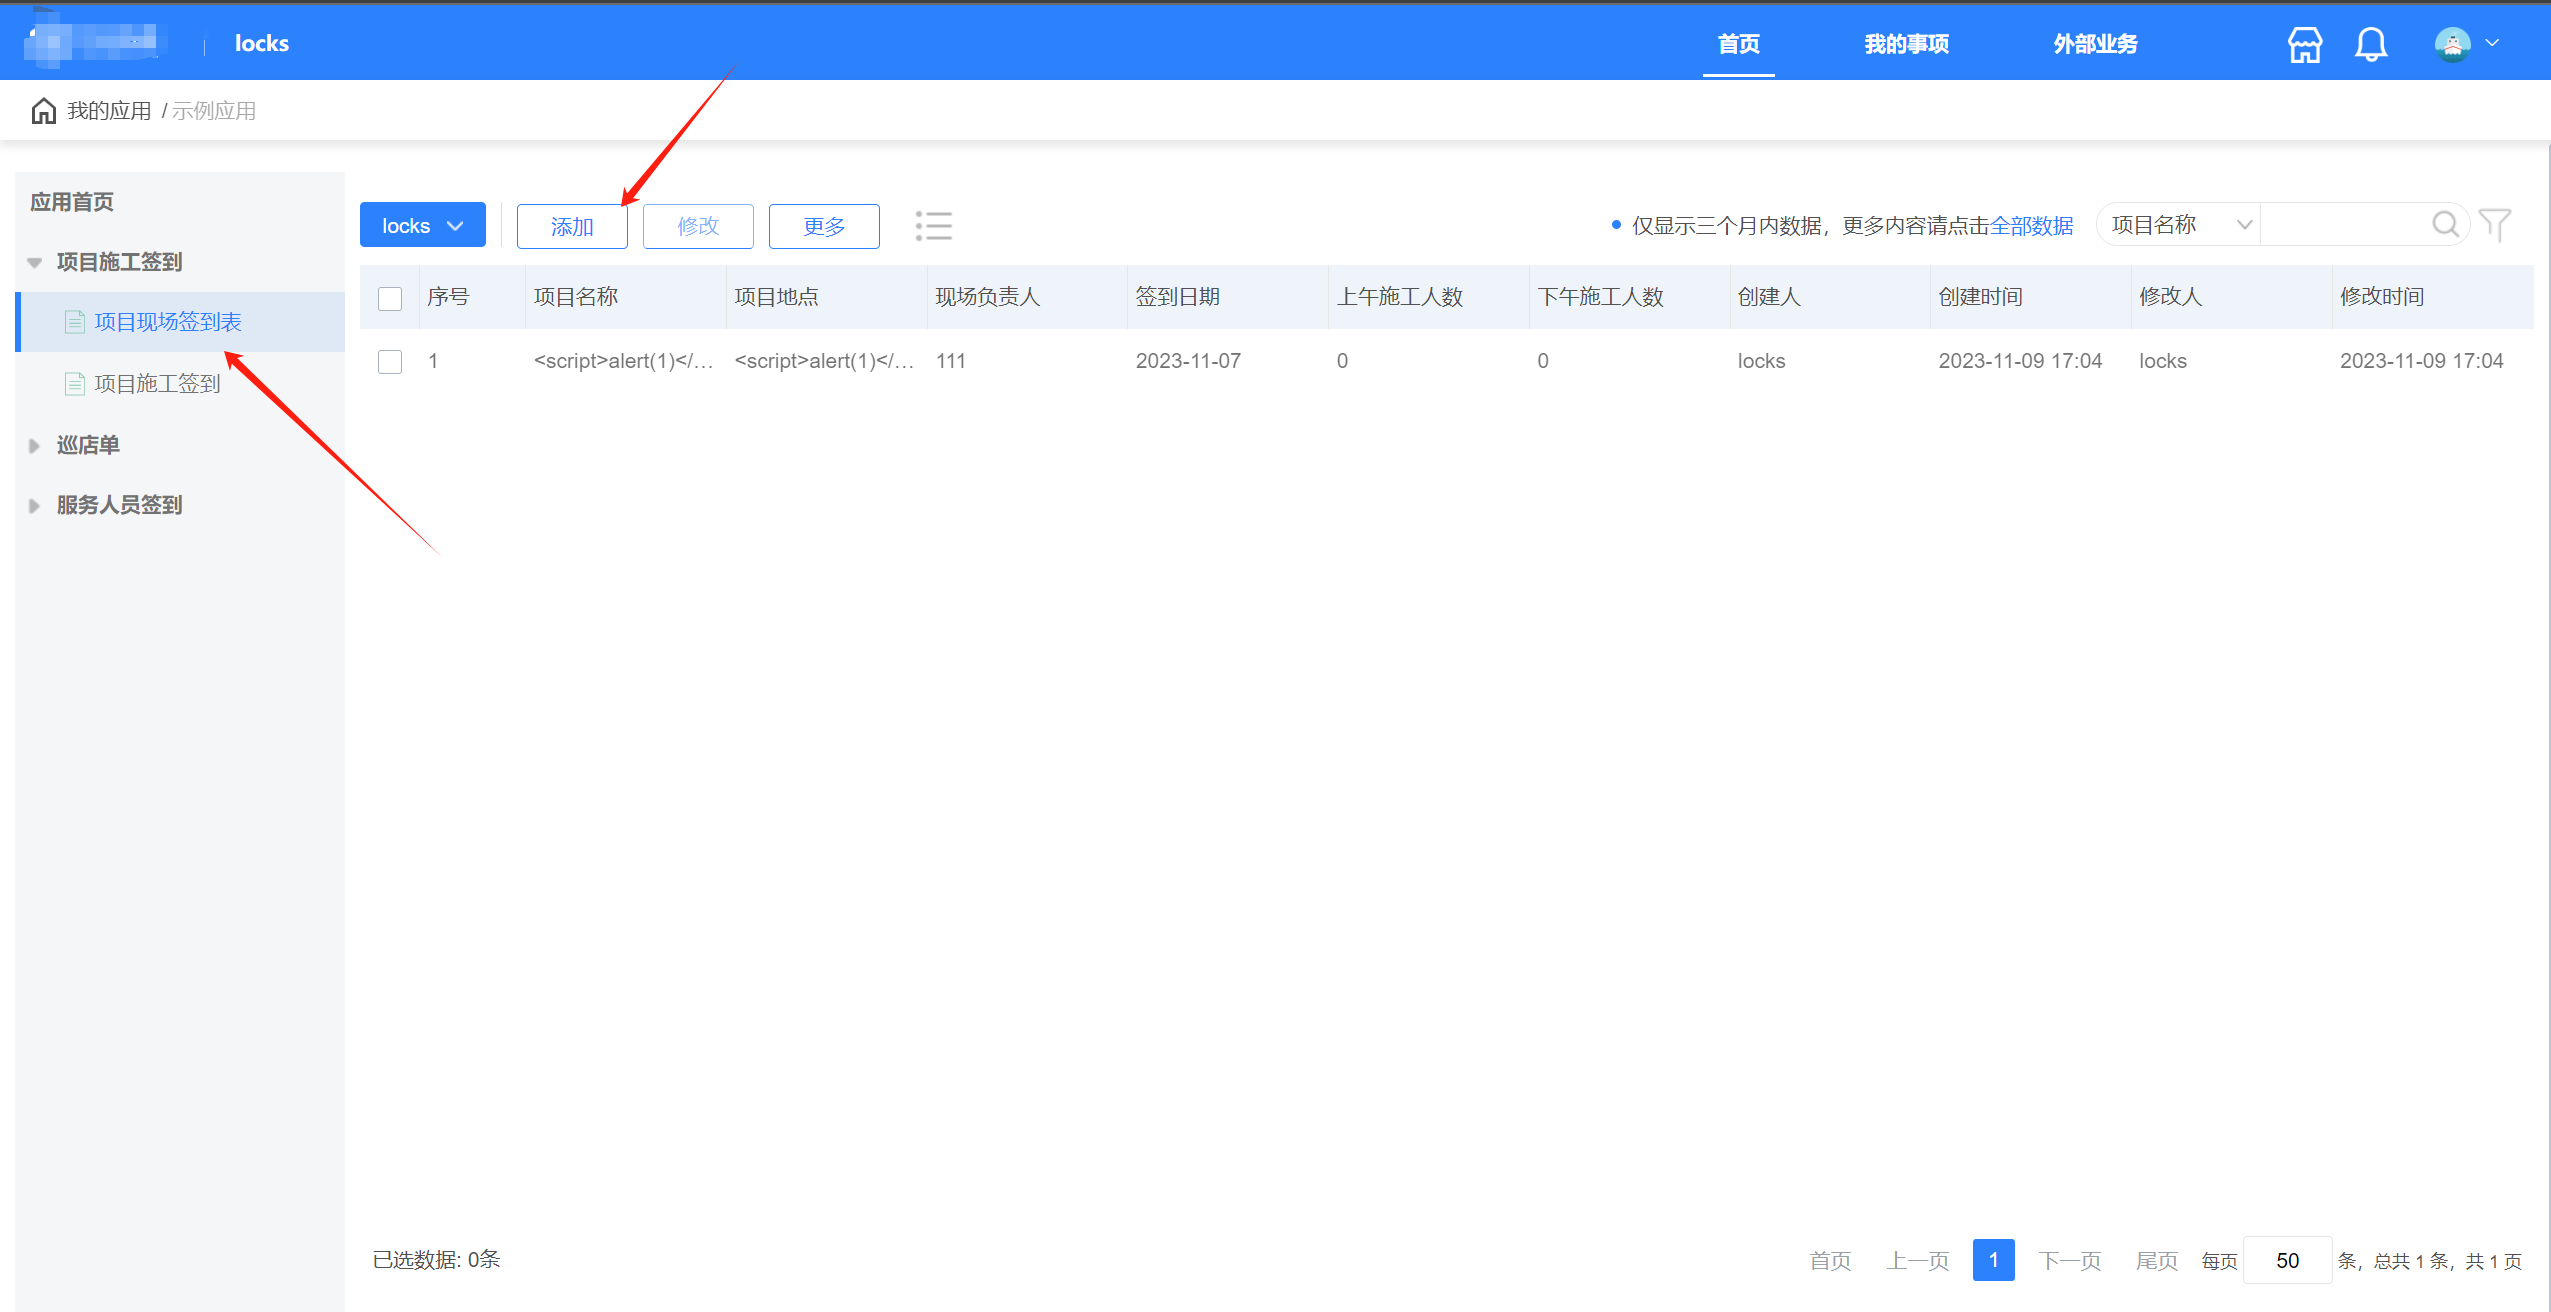 locks
首页
我的事项
外部业务
我的应用 / 示例应用
应用首页
项目施工签到
项目现场签到表
项目施工签到
巡店单
服务人员签到
locks
添加
修改
更多
仅显示三个月内数据，更多内容请点击全部数据
项目名称
序号 项目名称 项目地点 现场负责人 签到日期 上午施工人数 下午施工人数 创建人 创建时间 修改人 修改时间
1 <script>alert(1)</... <script>alert(1)</... 111 2023-11-07 0 0 locks 2023-11-09 17:04 locks 2023-11-09 17:04
已选数据: 0条
首页 上一页 1 下一页 尾页 每页 50 条，总共 1 条，共 1 页